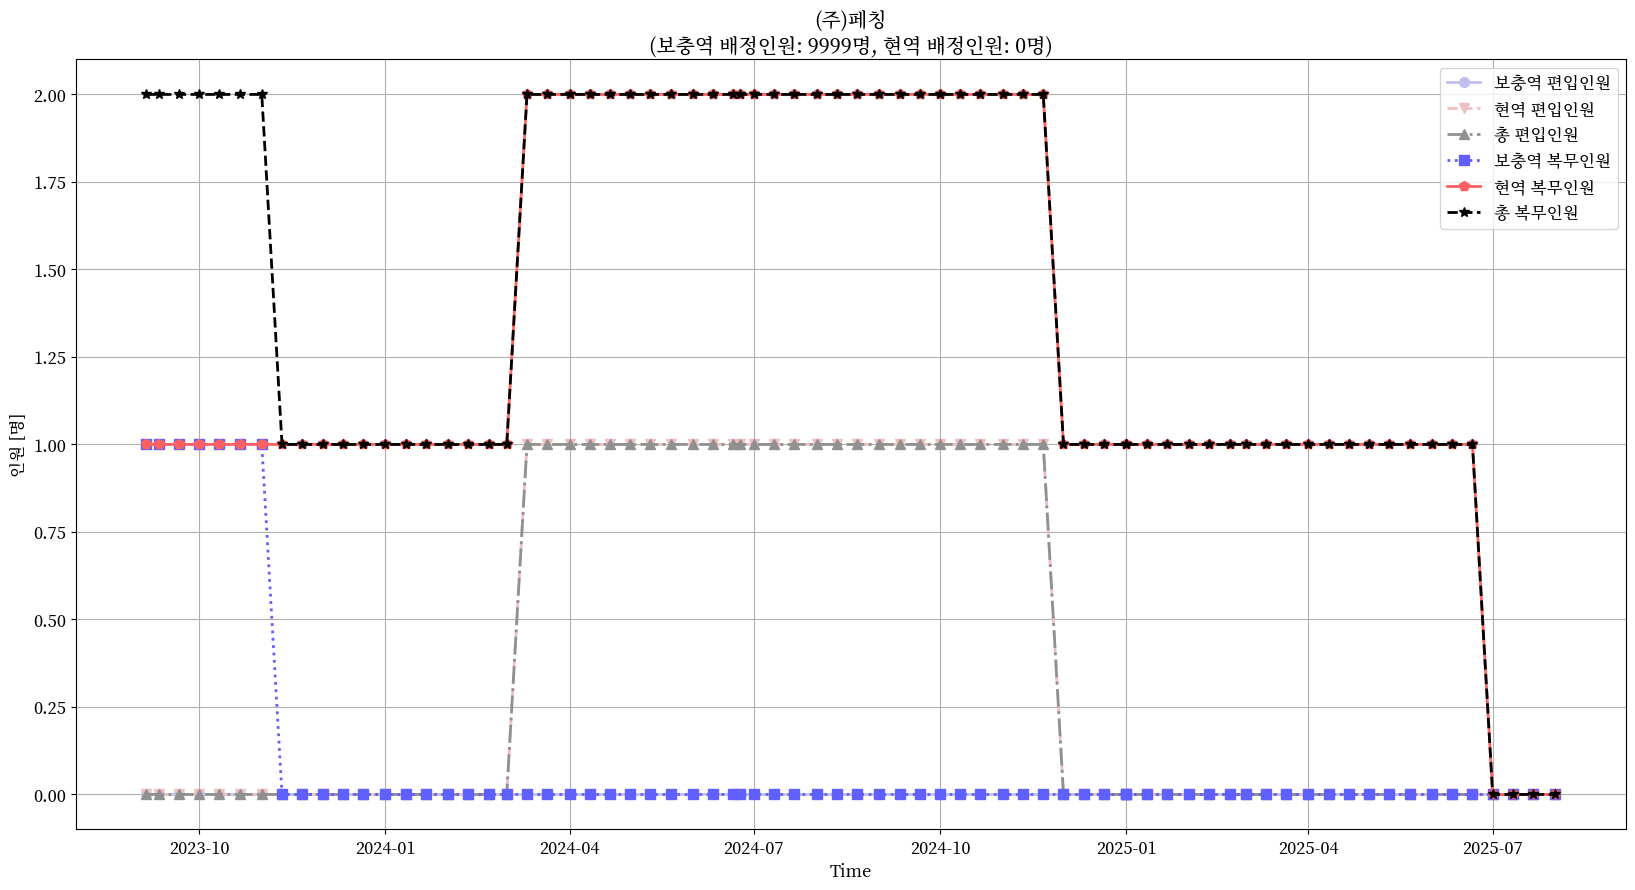 (주)페칭
(보충역 배정인원: 9999명, 현역 배정인원: 0명)
보충역 편입인원
현역 편입인원
총 편입인원
보충역 복무인원
현역 복무인원
총 복무인원
인원 [명]
2.00
1.75
1.50
1.25
1.00
0.75
0.50
0.25
0.00
2023-10
2024-01
2024-04
2024-07
2024-10
2025-01
2025-04
2025-07
Time